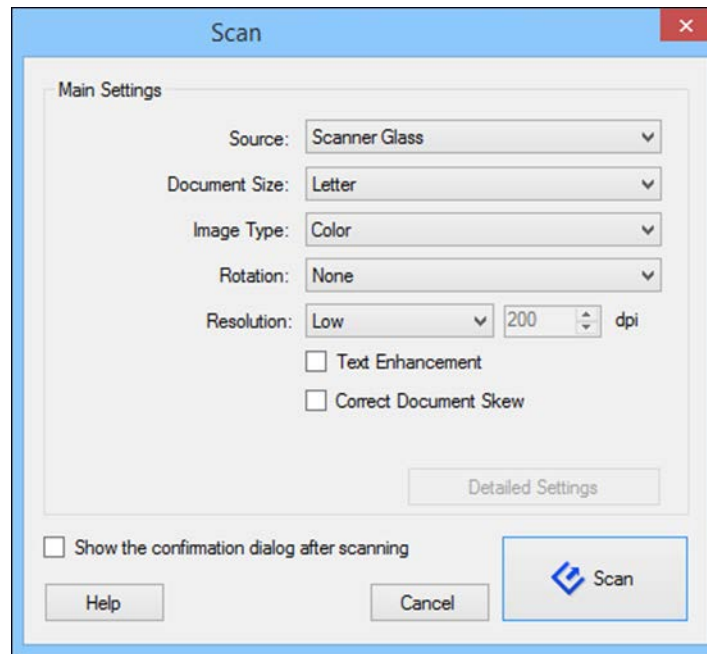 Scan
Main Settings
Source: Scanner Glass
Document Size: Letter
Image Type: Color
Rotation: None
Resolution: Low 200 dpi
Text Enhancement
Correct Document Skew
Detailed Settings
Show the confirmation dialog after scanning
Scan
Help Cancel